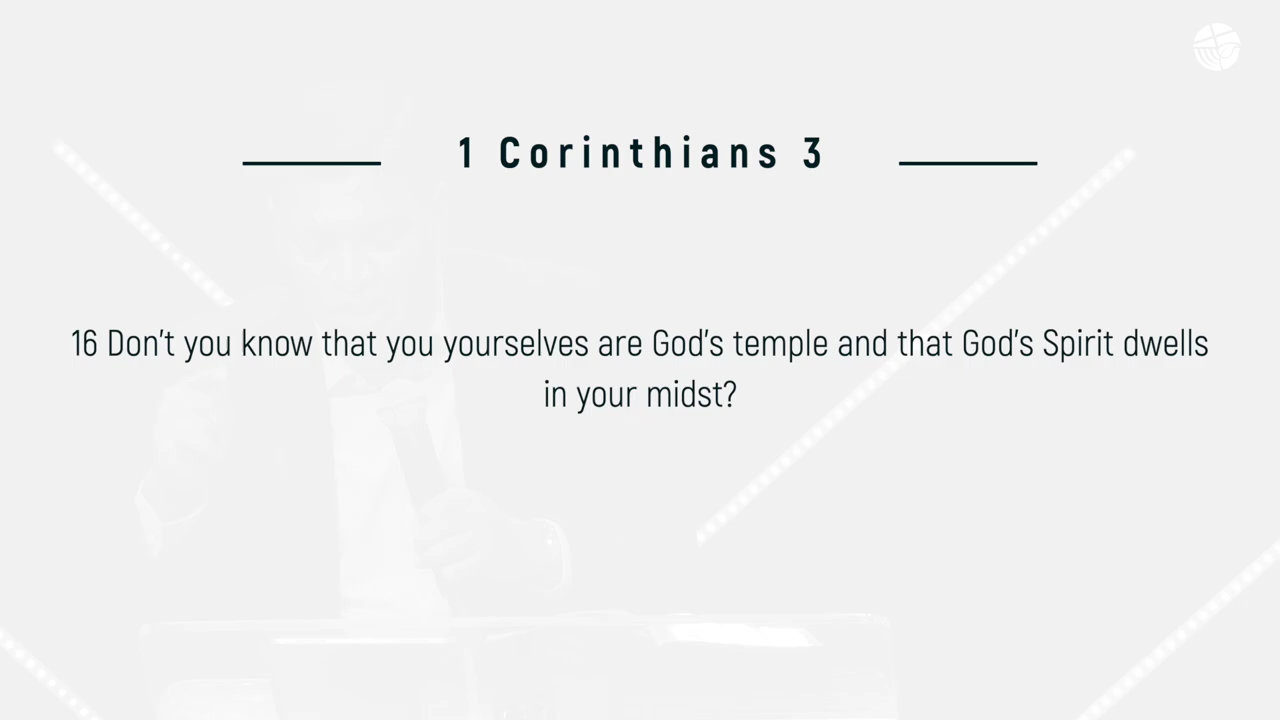 1 Corinthians 3
16 Don't you know that you yourselves are God's temple and that God's Spirit dwells
in your midst?